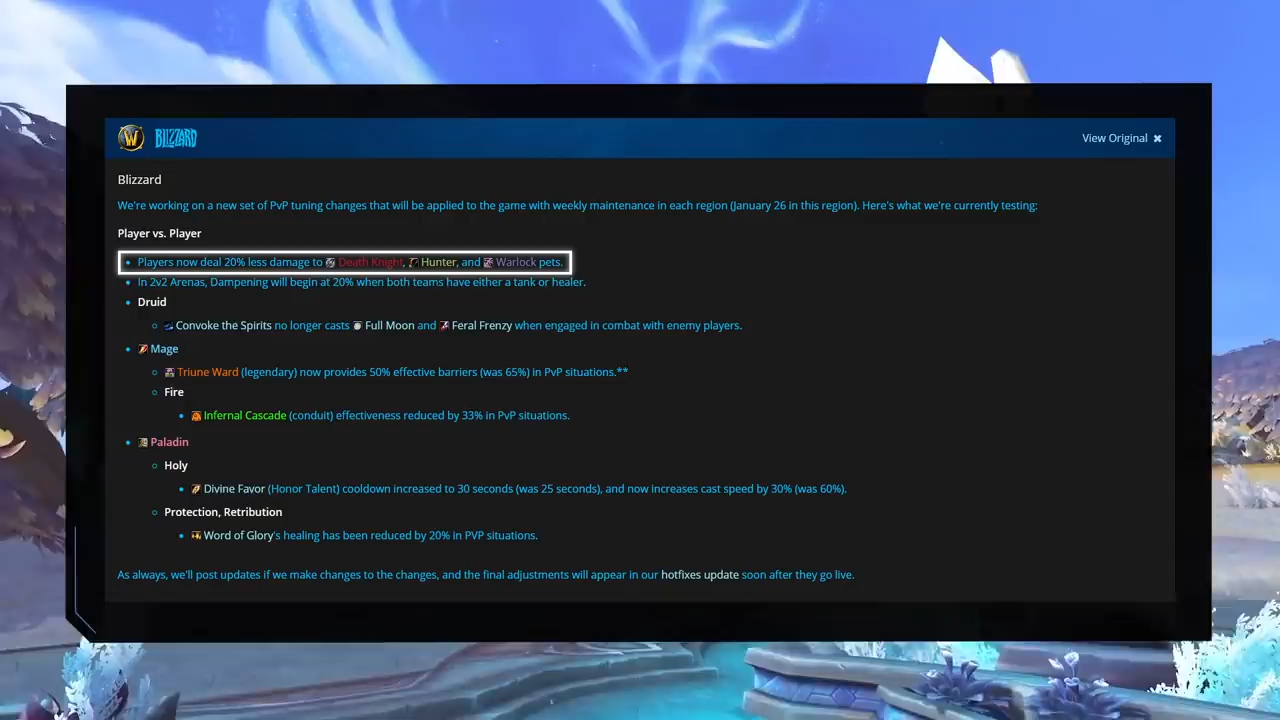 BLIZZARD
View Original ✖
Blizzard
We're working on a new set of PvP tuning changes that will be applied to the game with weekly maintenance in each region (January 26 in this region). Here's what we're currently testing:
Player vs. Player
• Players now deal 20% less damage to Death Knight, Hunter, and Warlock pets.
• In 2v2 Arenas, Dampening will begin at 20% when both teams have either a tank or healer.
• Druid
Convoke the Spirits no longer casts Full Moon and Feral Frenzy when engaged in combat with enemy players.
• Mage
Triune Ward (legendary) now provides 50% effective barriers (was 65%) in PvP situations.**
Fire
• Infernal Cascade (conduit) effectiveness reduced by 33% in PvP situations.
• Paladin
Holy
• Divine Favor (Honor Talent) cooldown increased to 30 seconds (was 25 seconds), and now increases cast speed by 30% (was 60%).
Protection, Retribution
• Word of Glory's healing has been reduced by 20% in PVP situations.
As always, we'll post updates if we make changes to the changes, and the final adjustments will appear in our hotfixes update soon after they go live.